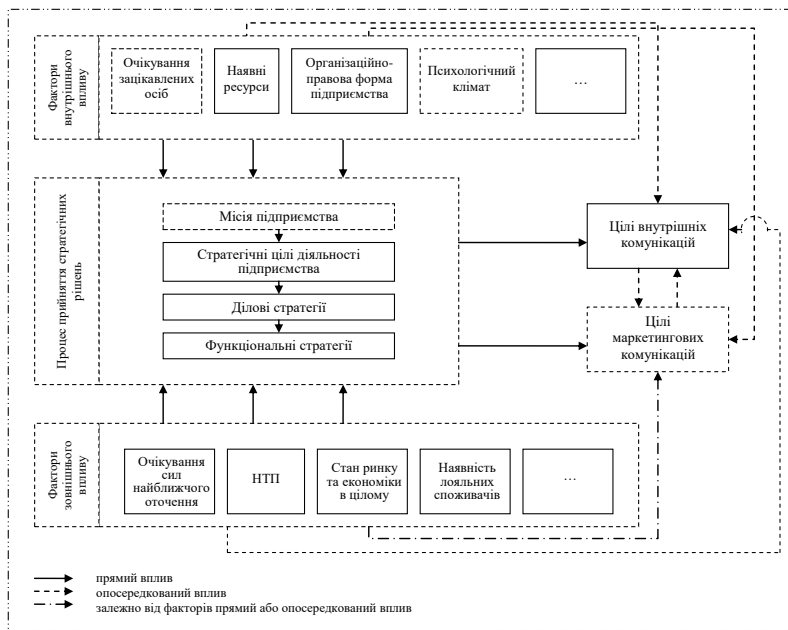 Фактори
внутрішнього
впливу
Очікування
зацікавлених
осіб
Наявні
ресурси
Організаційно-
правова форма
підприємства
Психологічний
клімат
…
Процес прийняття стратегічних
рішень
Місія підприємства
Стратегічні цілі діяльності
підприємства
Ділові стратегії
Функціональні стратегії
Цілі внутрішніх
комунікацій
Цілі
маркетингових
комунікацій
Фактори
зовнішнього
впливу
Очікування
сил
найближчого
оточення
НТП
Стан ринку
та економіки
в цілому
Наявність
лояльних
споживачів
…
прямий вплив
опосередкований вплив
залежно від факторів прямий або опосередкований вплив